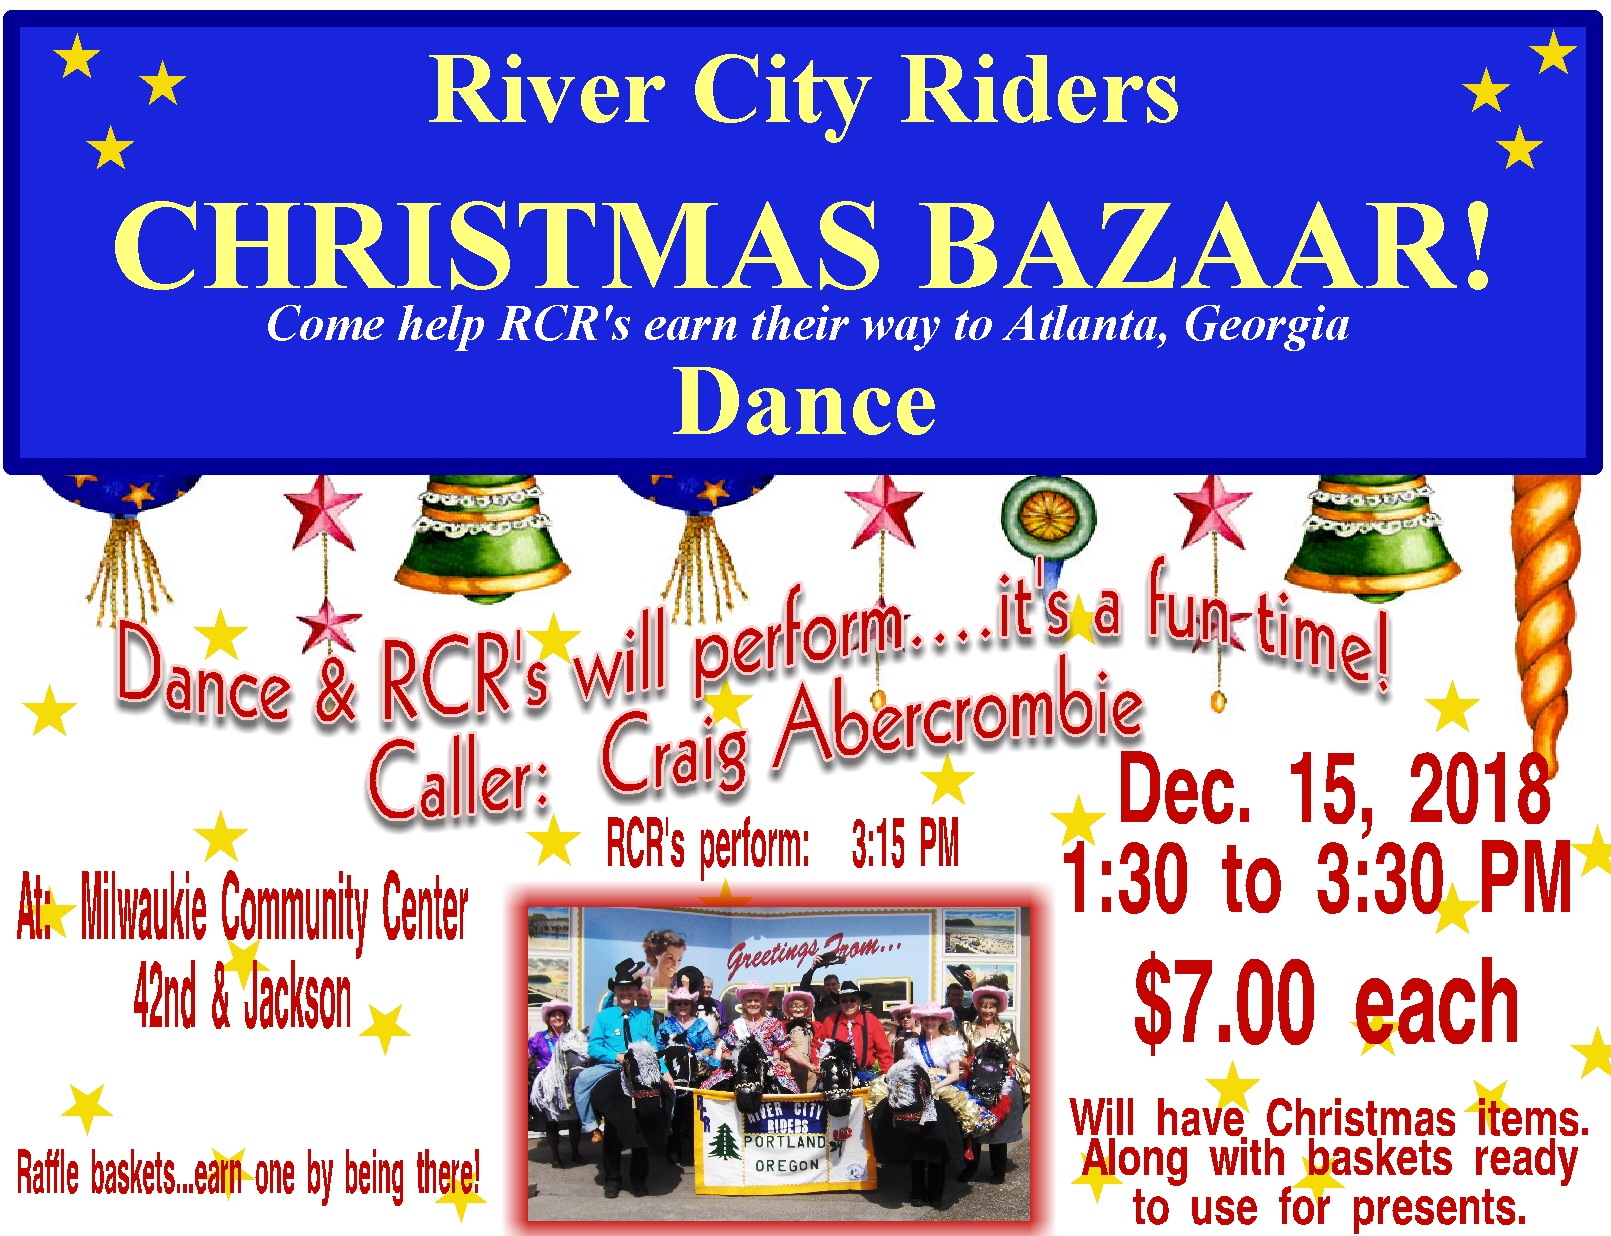 River City Riders
CHRISTMAS BAZAAR!
Come help RCR's earn their way to Atlanta, Georgia
Dance
Dance & RCR's will perform....it's a fun time!
Caller: Craig Abercrombie
RCR's perform: 3:15 PM
Dec. 15, 2018
1:30 to 3:30 PM
$7.00 each
At: Milwaukie Community Center
42nd & Jackson
Raffle baskets...earn one by being there!
Greetings From...
RIVER CITY
RIDERS
PORTLAND
OREGON
Will have Christmas items.
Along with baskets ready
to use for presents.